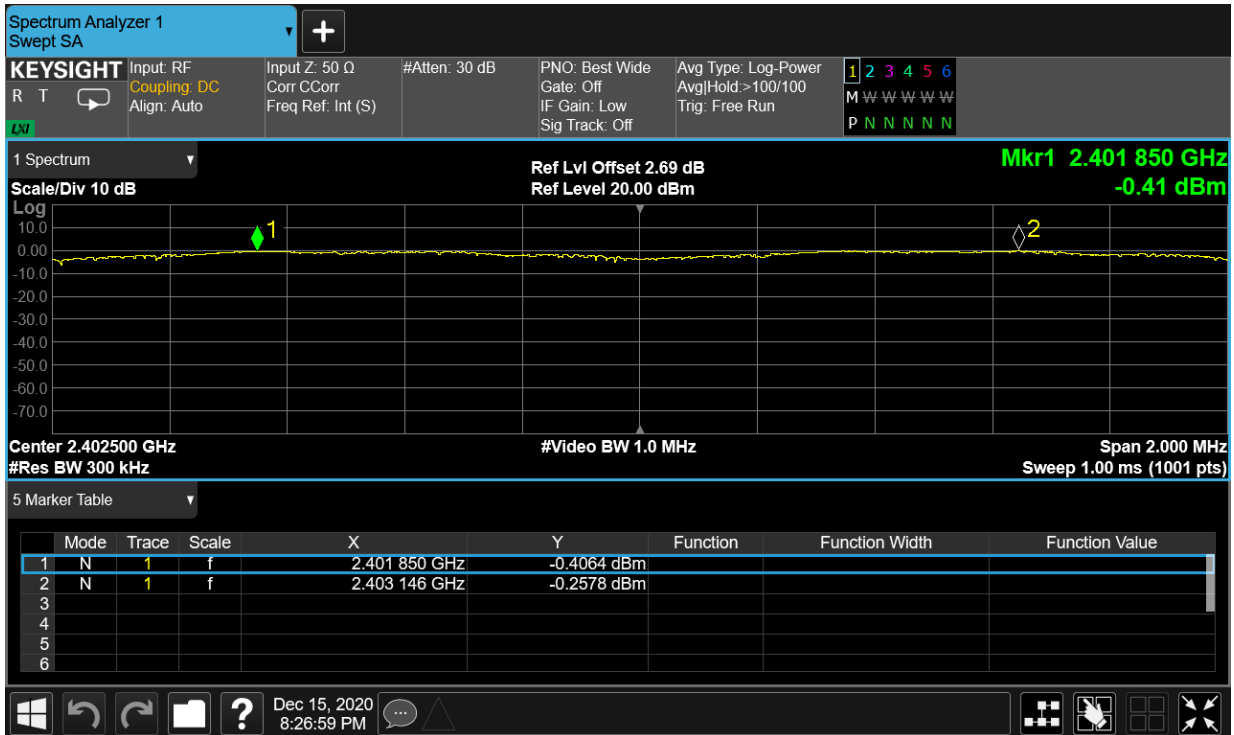 Spectrum Analyzer 1
Swept SA
KEYSIGHT
R T
LXI
Input: RF
Coupling: DC
Align: Auto
Input Z: 50 Ω
Corr CCorr
Freq Ref: Int (S)
#Atten: 30 dB
PNO: Best Wide
Gate: Off
IF Gain: Low
Sig Track: Off
Avg Type: Log-Power
Avg|Hold:>100/100
Trig: Free Run
1 2 3 4 5 6
M W W W W W
P N N N N N
1 Spectrum
Scale/Div 10 dB
Ref Lvl Offset 2.69 dB
Ref Level 20.00 dBm
Mkr1 2.401 850 GHz
-0.41 dBm
Log
10.0
0.00
-10.0
-20.0
-30.0
-40.0
-50.0
-60.0
-70.0
1
2
Center 2.402500 GHz
#Video BW 1.0 MHz
Span 2.000 MHz
#Res BW 300 kHz
Sweep 1.00 ms (1001 pts)
5 Marker Table
Mode Trace Scale X Y Function Function Width Function Value
1 N 1 f 2.401 850 GHz -0.4064 dBm
2 N 1 f 2.403 146 GHz -0.2578 dBm
3
4
5
6
?
Dec 15, 2020
8:26:59 PM